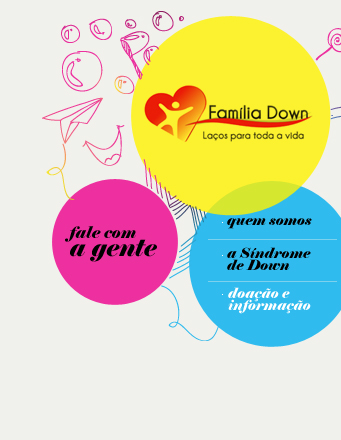 Família Down
Laços para toda a vida
fale com
a gente
· quem somos
· a Síndrome
de Down
· doação e
informação